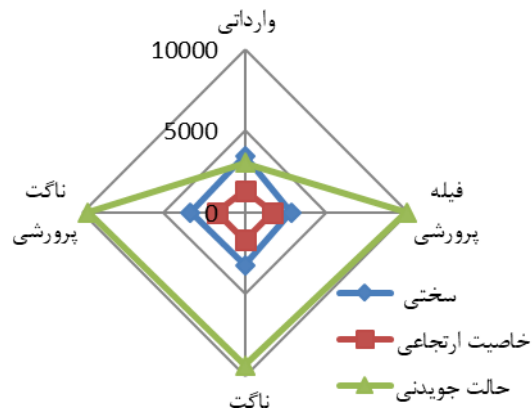 وارداتی
10000
5000
0
فیله
پرورشی
ناگت
پرورشی
ناگت
سختی
خاصیت ارتجاعی
حالت جویدنی